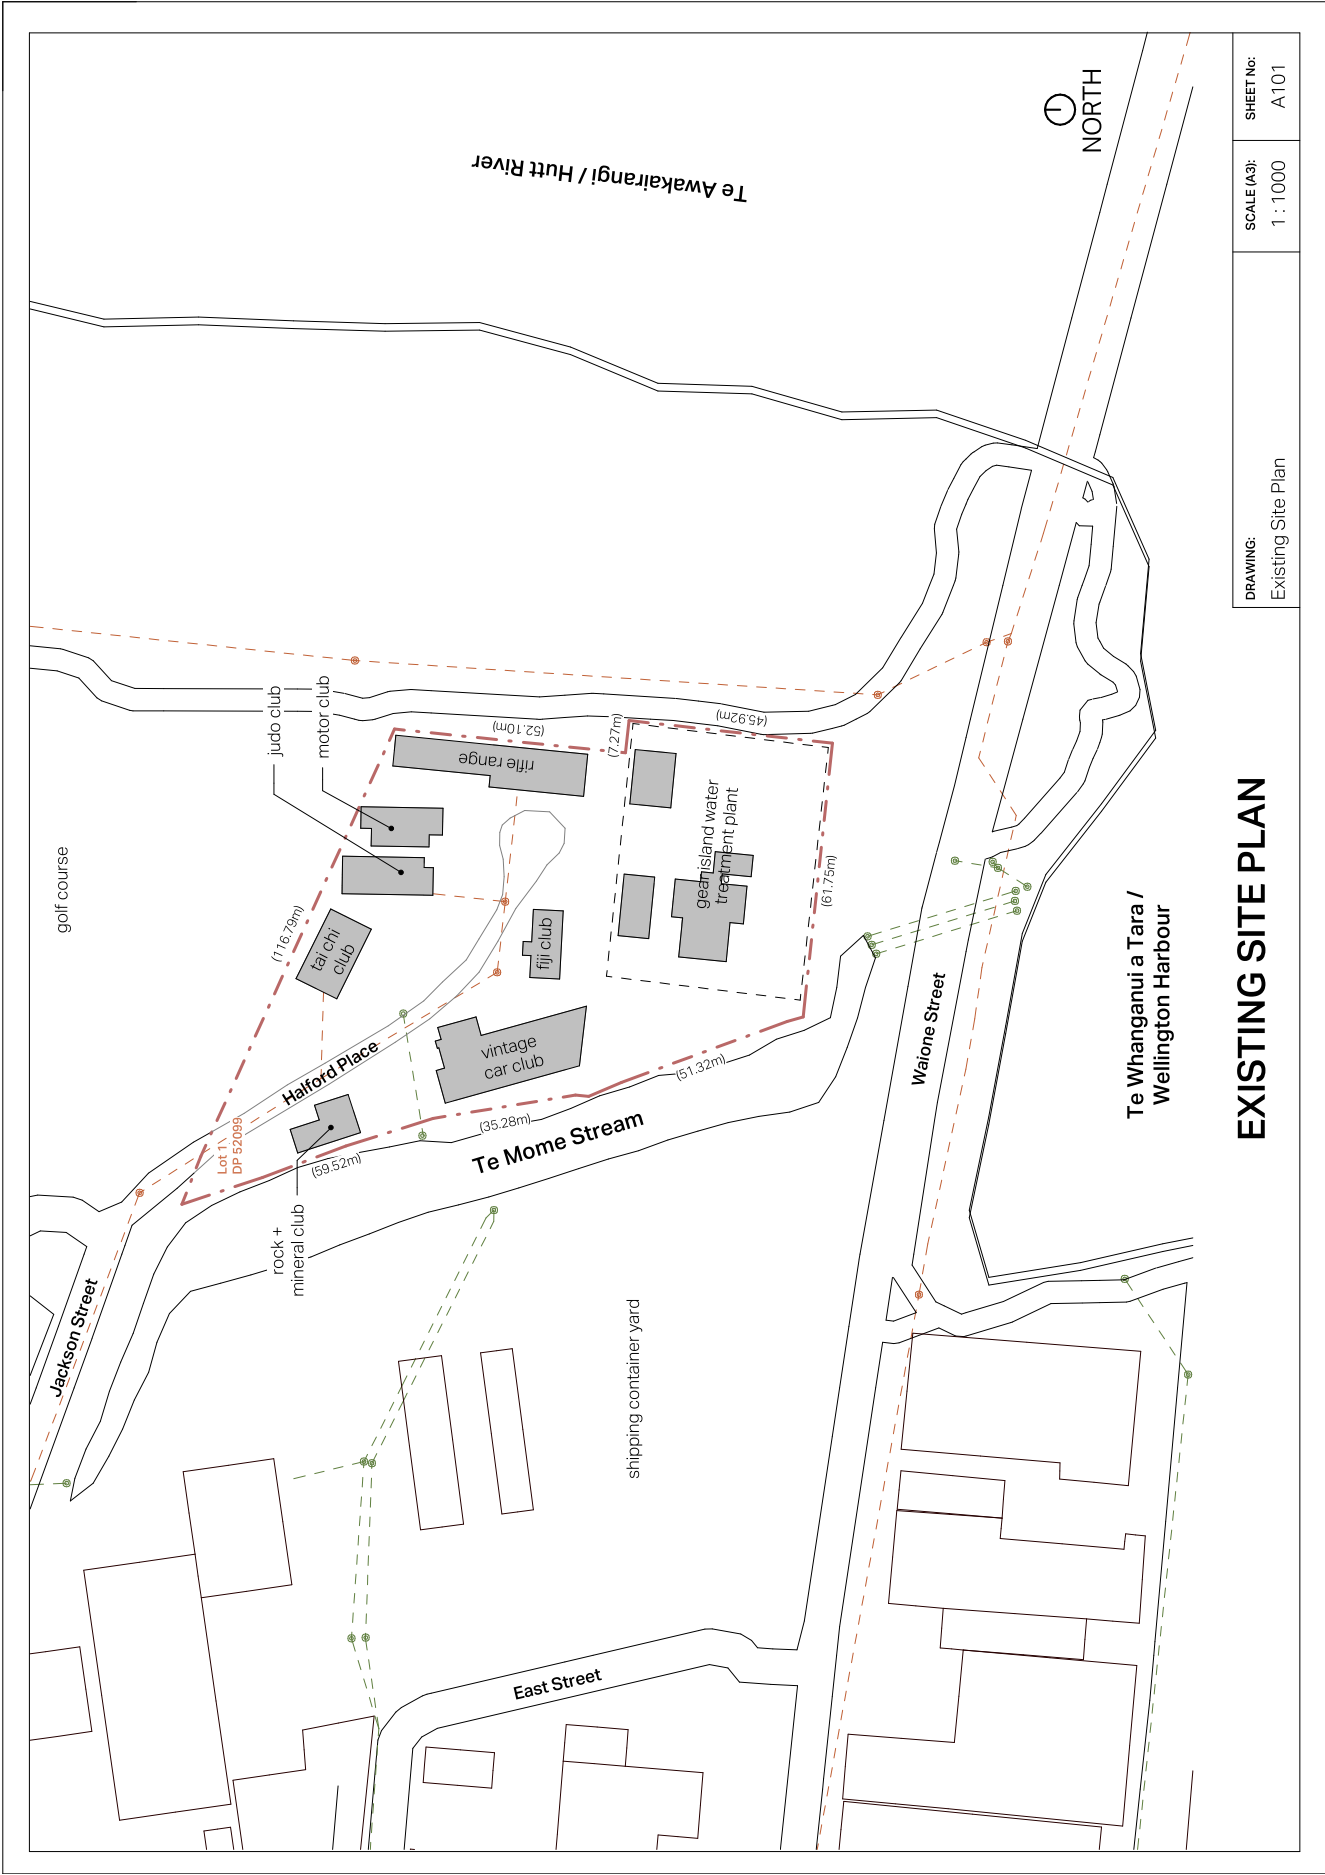 golf course
judo club
motor club
Te Awakairangi / Hutt River
NORTH
rifle range
(52.10m)
(7.27m)
(45.92m)
(116.79m)
tai chi
club
fiji club
gear island water
treatment plant
(61.75m)
Halford Place
vintage
car club
(51.32m)
(35.28m)
(59.52m)
Lot 1
DP 52099
Te Mome Stream
rock +
mineral club
Jackson Street
shipping container yard
East Street
Waione Street
Te Whanganui a Tara /
Wellington Harbour
EXISTING SITE PLAN
DRAWING:
Existing Site Plan
SCALE (A3):
1 : 1000
SHEET No:
A101